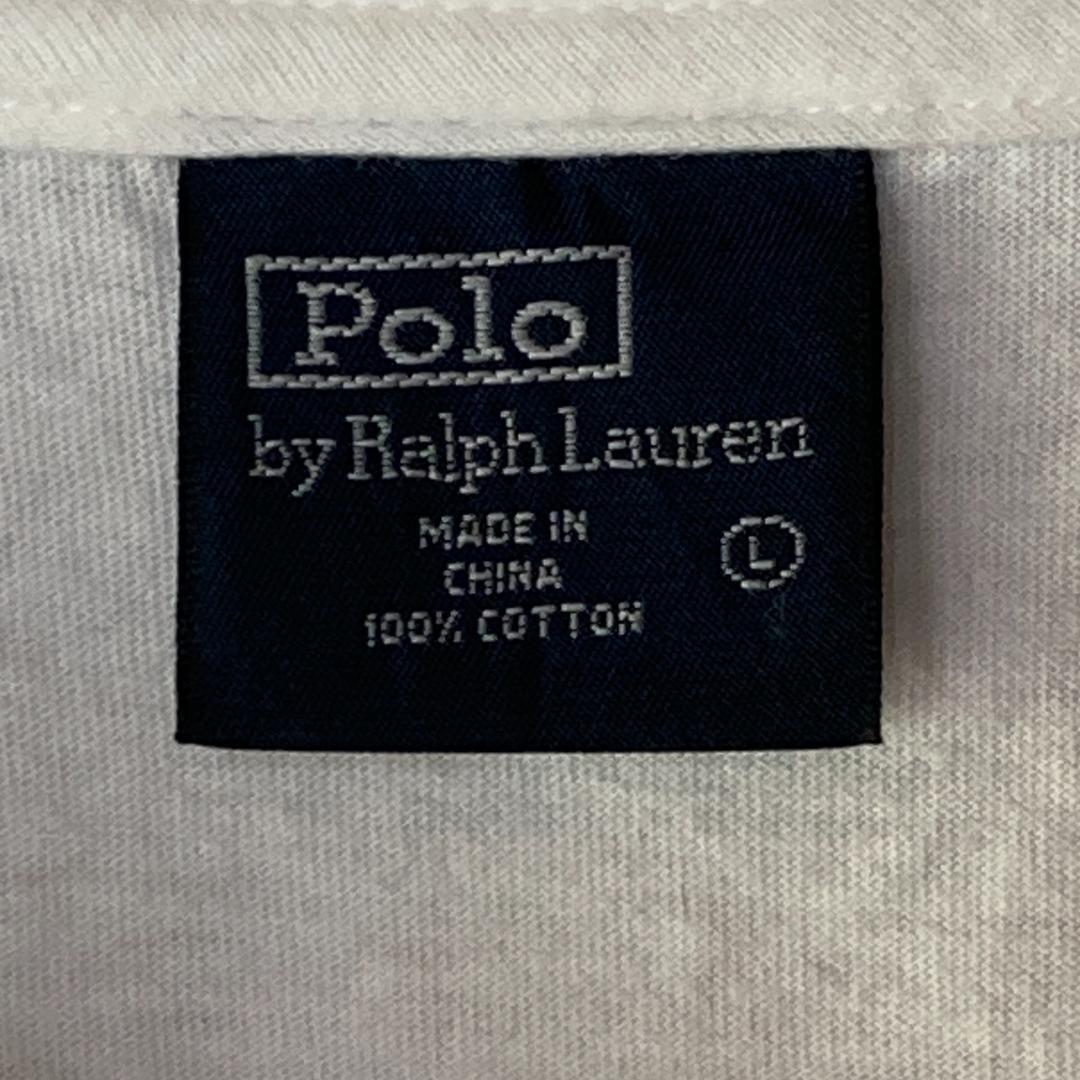 Polo
by Ralph Lauren
MADE IN
CHINA
L
100% COTTON